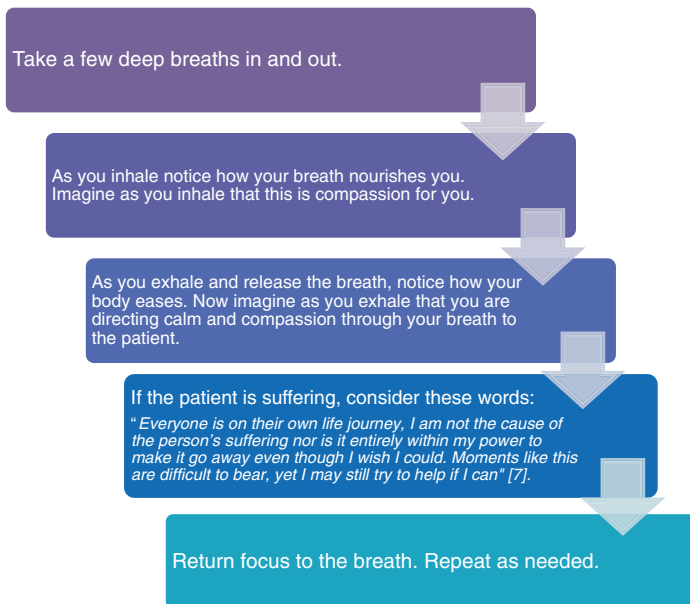 Take a few deep breaths in and out.
As you inhale notice how your breath nourishes you.
Imagine as you inhale that this is compassion for you.
As you exhale and release the breath, notice how your
body eases. Now imagine as you exhale that you are
directing calm and compassion through your breath to
the patient.
If the patient is suffering, consider these words:
“Everyone is on their own life journey, I am not the cause of
the person’s suffering nor is it entirely within my power to
make it go away even though I wish I could. Moments like this
are difficult to bear, yet I may still try to help if I can" [7].
Return focus to the breath. Repeat as needed.